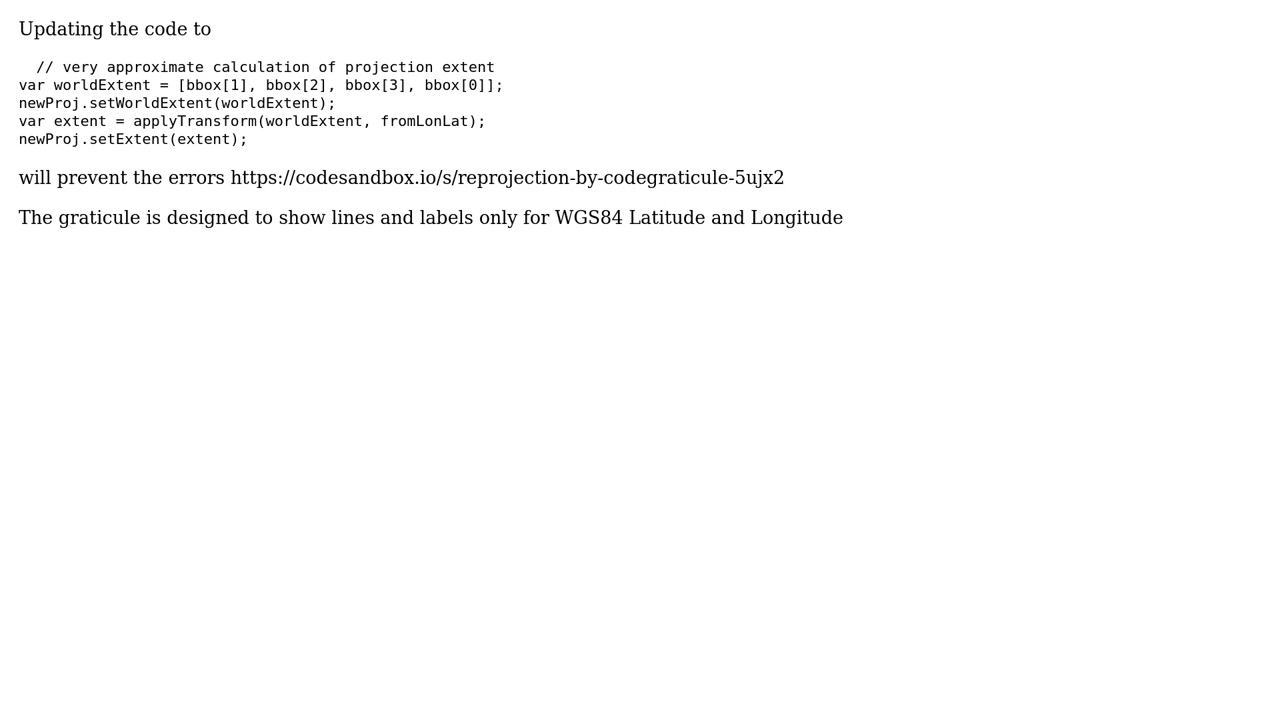 Updating the code to
  // very approximate calculation of projection extent
var worldExtent = [bbox[1], bbox[2], bbox[3], bbox[0]];
newProj.setWorldExtent(worldExtent);
var extent = applyTransform(worldExtent, fromLonLat);
newProj.setExtent(extent);
will prevent the errors https://codesandbox.io/s/reprojection-by-codegraticule-5ujx2
The graticule is designed to show lines and labels only for WGS84 Latitude and Longitude